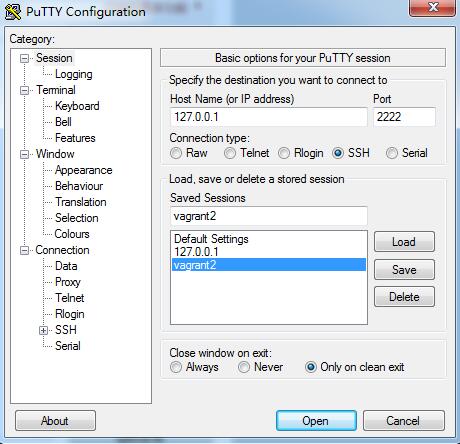 PuTTY Configuration
Category:
Session
Logging
Terminal
Keyboard
Bell
Features
Window
Appearance
Behaviour
Translation
Selection
Colours
Connection
Data
Proxy
Telnet
Rlogin
SSH
Serial
Basic options for your PuTTY session
Specify the destination you want to connect to
Host Name (or IP address) Port
127.0.0.1 2222
Connection type:
Raw Telnet Rlogin SSH Serial
Load, save or delete a stored session
Saved Sessions
vagrant2
Default Settings
127.0.0.1
vagrant2
Load
Save
Delete
Close window on exit:
Always Never Only on clean exit
About Open Cancel